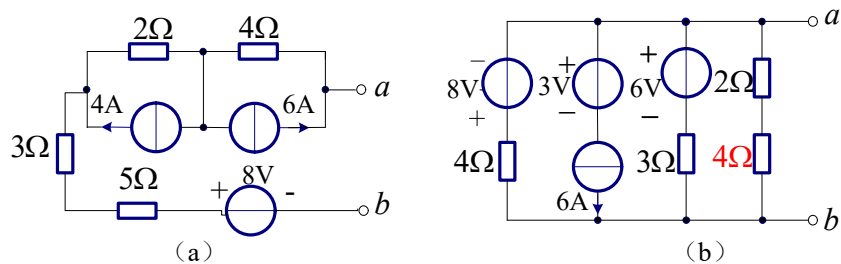 2Ω 4Ω
4A 6A a
3Ω
5Ω 8V
+ - b
(a)
a
- + +
8V 3V 6V 2Ω
+ - -
4Ω 3Ω 4Ω
6A
b
(b)